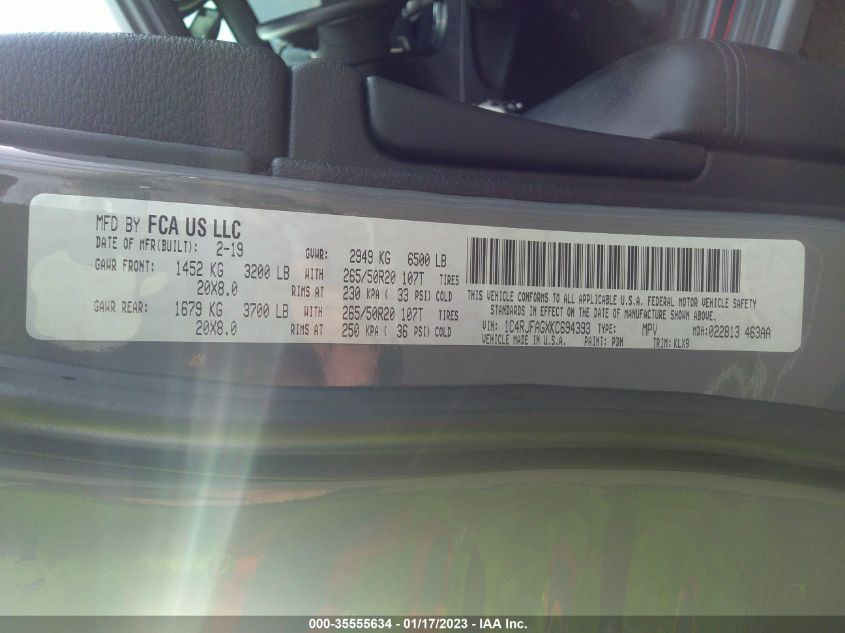 MFD BY FCA US LLC
DATE OF MFR(BUILT): 2-19 GVWR: 2949 KG 6500 LB
GAWR FRONT: 1452 KG 3200 LB WITH 265/50R20 107T TIRES
20X8.0 RIMS AT 230 KPA ( 33 PSI) COLD
GAWR REAR: 1679 KG 3700 LB WITH 265/50R20 107T TIRES
20X8.0 RIMS AT 250 KPA ( 36 PSI) COLD
THIS VEHICLE CONFORMS TO ALL APPLICABLE U.S.A. FEDERAL MOTOR VEHICLE SAFETY
STANDARDS IN EFFECT ON THE DATE OF MANUFACTURE SHOWN ABOVE.
VIN: 1C4RJFAGXKC694393 TYPE: MPV MDH:022813 463AA
VEHICLE MADE IN U.S.A. PAINT: PDN TRIM: KLX9
000-35555634 - 01/17/2023 - IAA Inc.